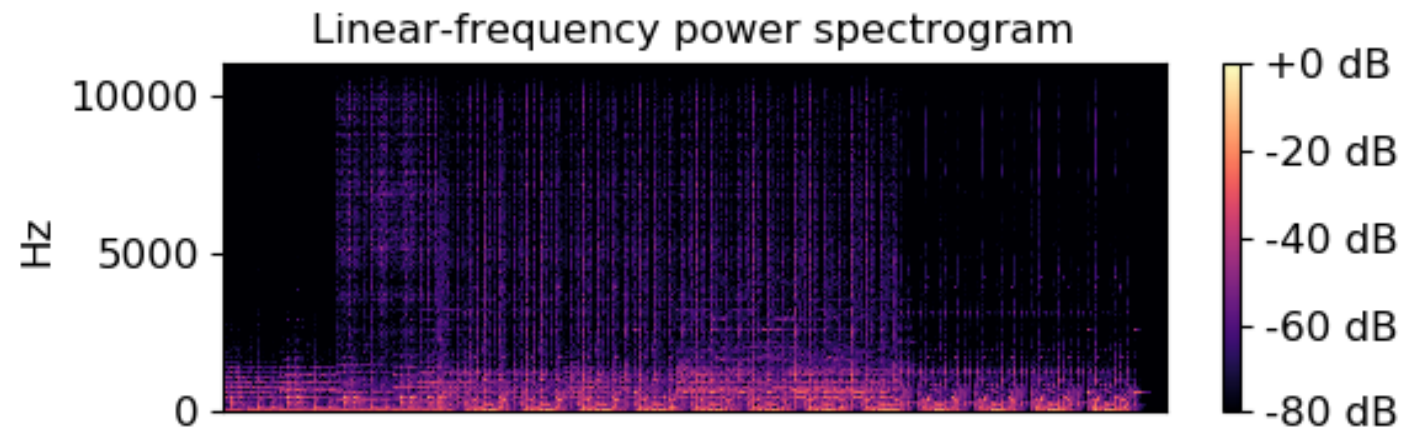 Linear-frequency power spectrogram
10000
5000
0
Hz
+0 dB
-20 dB
-40 dB
-60 dB
-80 dB